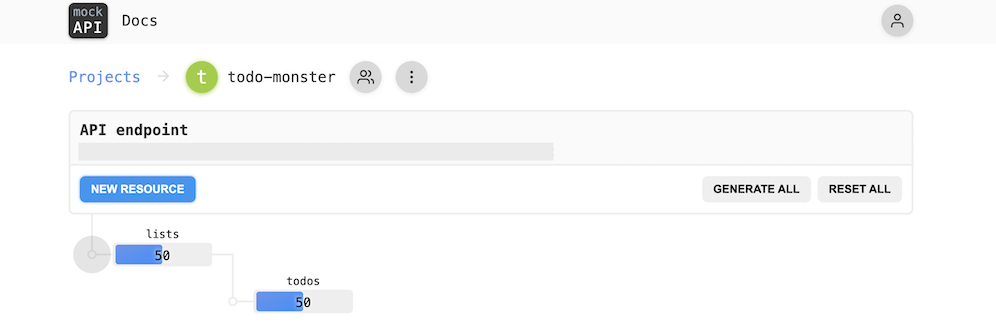 mock
API
Docs
Projects
t
todo-monster
API endpoint
NEW RESOURCE
GENERATE ALL
RESET ALL
lists
50
todos
50